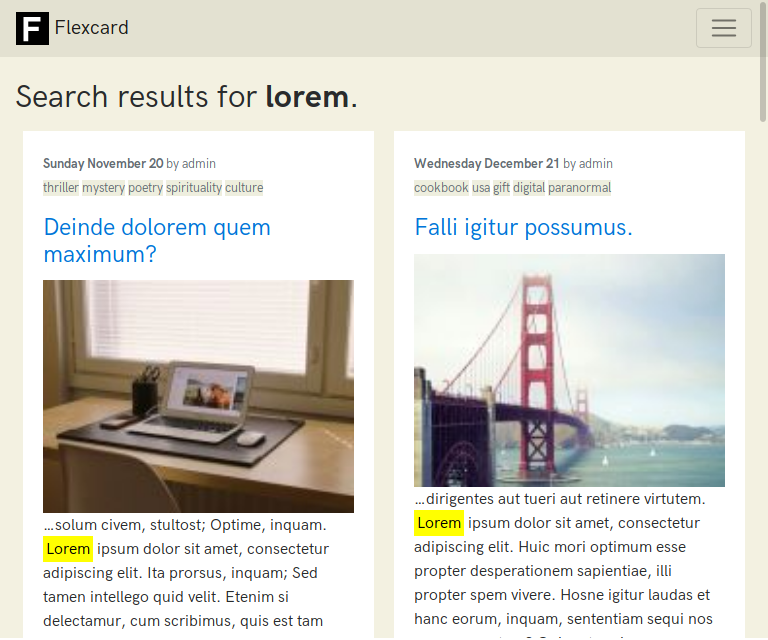 F Flexcard
Search results for lorem.
Sunday November 20 by admin
thriller mystery poetry spirituality culture
Deinde dolorem quem
maximum?
...solum civem, stultost; Optime, inquam.
Lorem ipsum dolor sit amet, consectetur
adipiscing elit. Ita prorsus, inquam; Sed
tamen intellego quid velit. Etenim si
delectamur, cum scribimus, quis est tam
Wednesday December 21 by admin
cookbook usa gift digital paranormal
Falli igitur possumus.
...dirigentes aut tueri aut retinere virtutem.
Lorem ipsum dolor sit amet, consectetur
adipiscing elit. Huic mori optimum esse
propter desperationem sapientiae, illi
propter spem vivere. Hosne igitur laudas et
hanc eorum, inquam, sententiam sequi nos